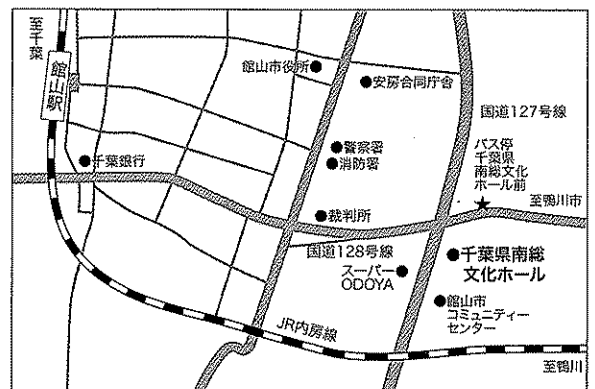 至千葉
館山駅
館山市役所
安房合同庁舎
国道127号線
警察署
消防署
バス停
千葉県
南総文化
ホール前
千葉銀行
至鴨川市
裁判所
国道128号線
スーパー
ODOYA
千葉県南総
文化ホール
館山市
コミュニティー
センター
JR内房線
至鴨川